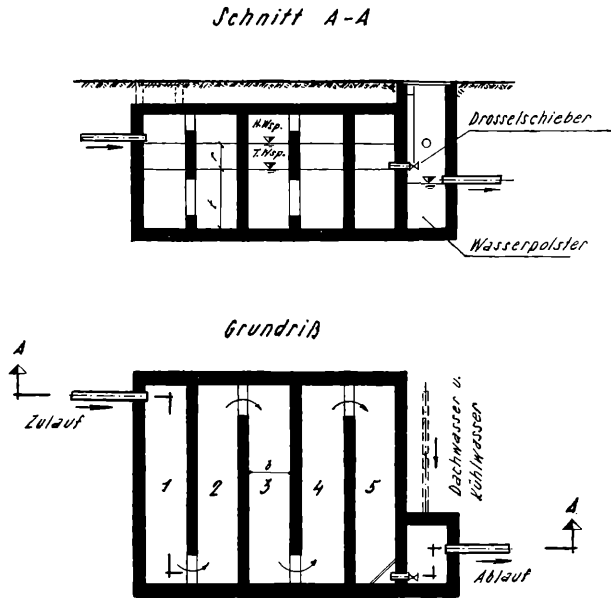 Schnitt A-A
H.Wsp.
T.Wsp.
Drosselschieber
Wasserpolster
Grundriß
A
Zulauf
1 2 3 4 5
b
Dachwasser u.
Kühlwasser
A
Ablauf